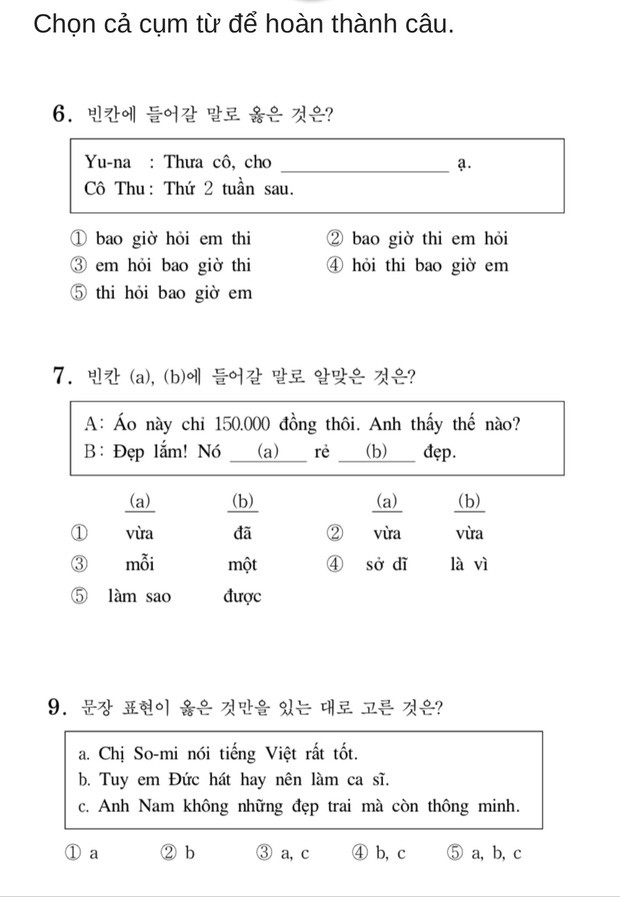 Chọn cả cụm từ để hoàn thành câu.
6. 빈칸에 들어갈 말로 옳은 것은?
Yu-na : Thưa cô, cho ____________ ạ.
Cô Thu : Thứ 2 tuần sau.
① bao giờ hỏi em thi ② bao giờ thi em hỏi
③ em hỏi bao giờ thi ④ hỏi thi bao giờ em
⑤ thi hỏi bao giờ em
7. 빈칸 (a), (b)에 들어갈 말로 알맞은 것은?
A: Áo này chỉ 150.000 đồng thôi. Anh thấy thế nào?
B: Đẹp lắm! Nó (a) rẻ (b) đẹp.
(a) (b) (a) (b)
① vừa đã ② vừa vừa
③ mỗi một ④ sở dĩ là vì
⑤ làm sao được
9. 문장 표현이 옳은 것만을 있는 대로 고른 것은?
a. Chị So-mi nói tiếng Việt rất tốt.
b. Tuy em Đức hát hay nên làm ca sĩ.
c. Anh Nam không những đẹp trai mà còn thông minh.
① a ② b ③ a, c ④ b, c ⑤ a, b, c